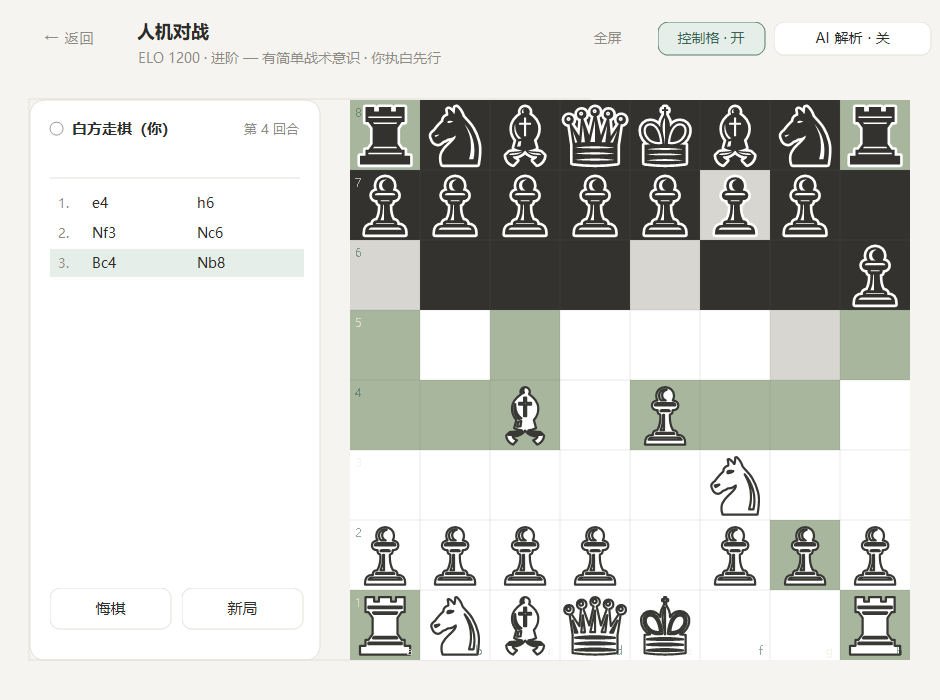 ← 返回
人机对战
ELO 1200 · 进阶 — 有简单战术意识 · 你执白先行
全屏
控制格 · 开
AI 解析 · 关
白方走棋（你）
第 4 回合
1. e4 h6
2. Nf3 Nc6
3. Bc4 Nb8
悔棋
新局
8
7
6
5
4
3
2
1
d
f